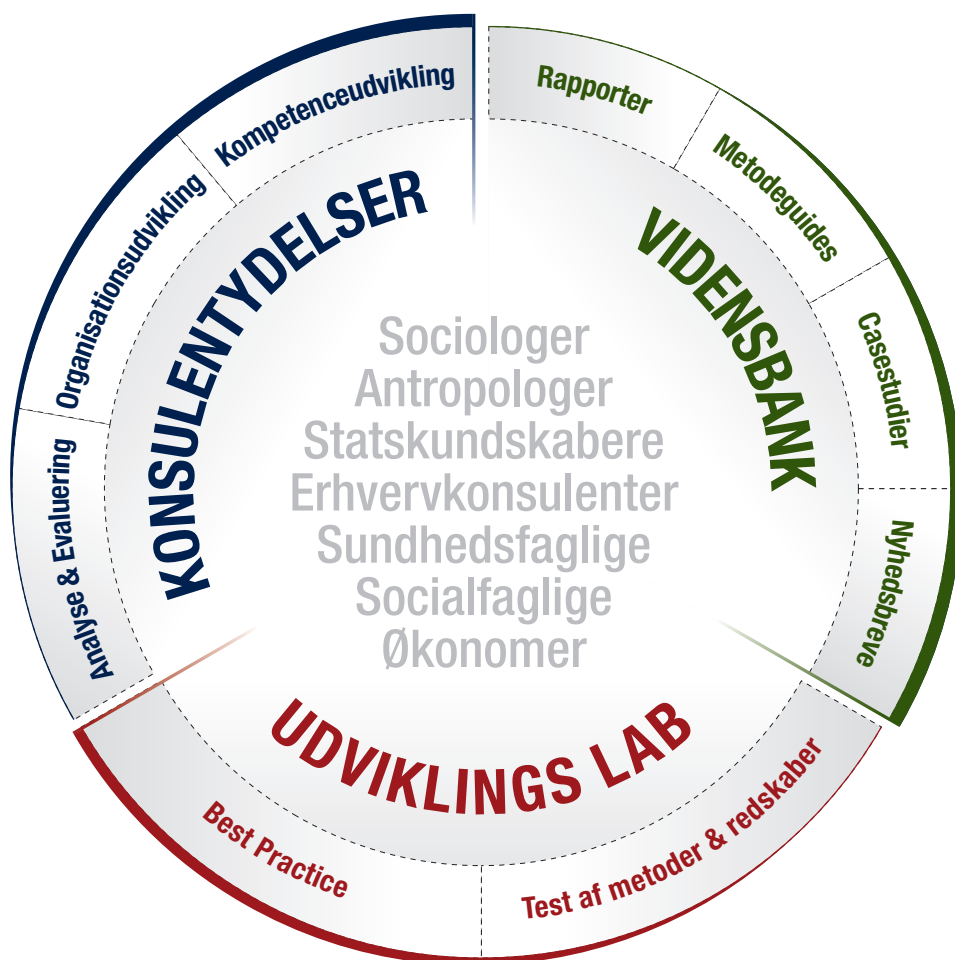 KONSULENTYDELSER
Analyse & Evaluering
Organisationsudvikling
Kompetenceudvikling
VIDENSBANK
Rapporter
Metodeguides
Casestudier
Nyhedsbreve
Sociologer
Antropologer
Statskundskabere
Erhvervkonsulenter
Sundhedsfaglige
Socialfaglige
Økonomer
UDVIKLINGS LAB
Best Practice
Test af metoder & redskaber